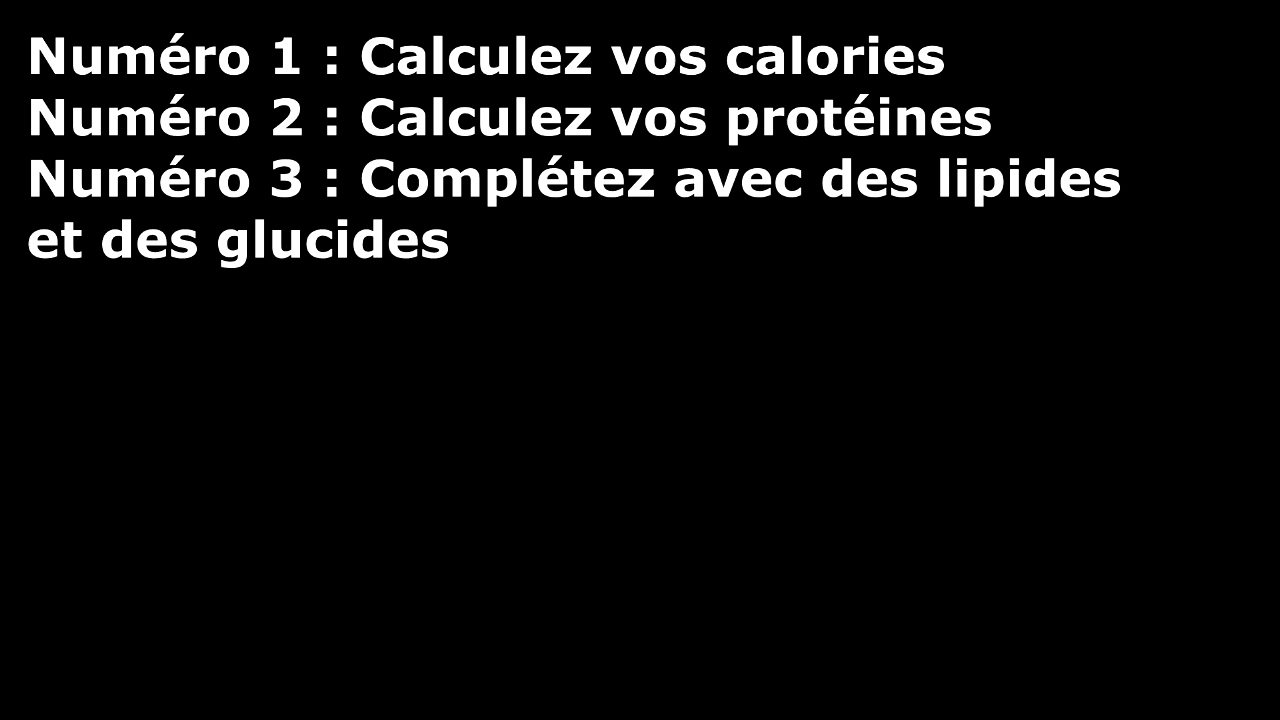 Numéro 1 : Calculez vos calories
Numéro 2 : Calculez vos protéines
Numéro 3 : Complétez avec des lipides
et des glucides